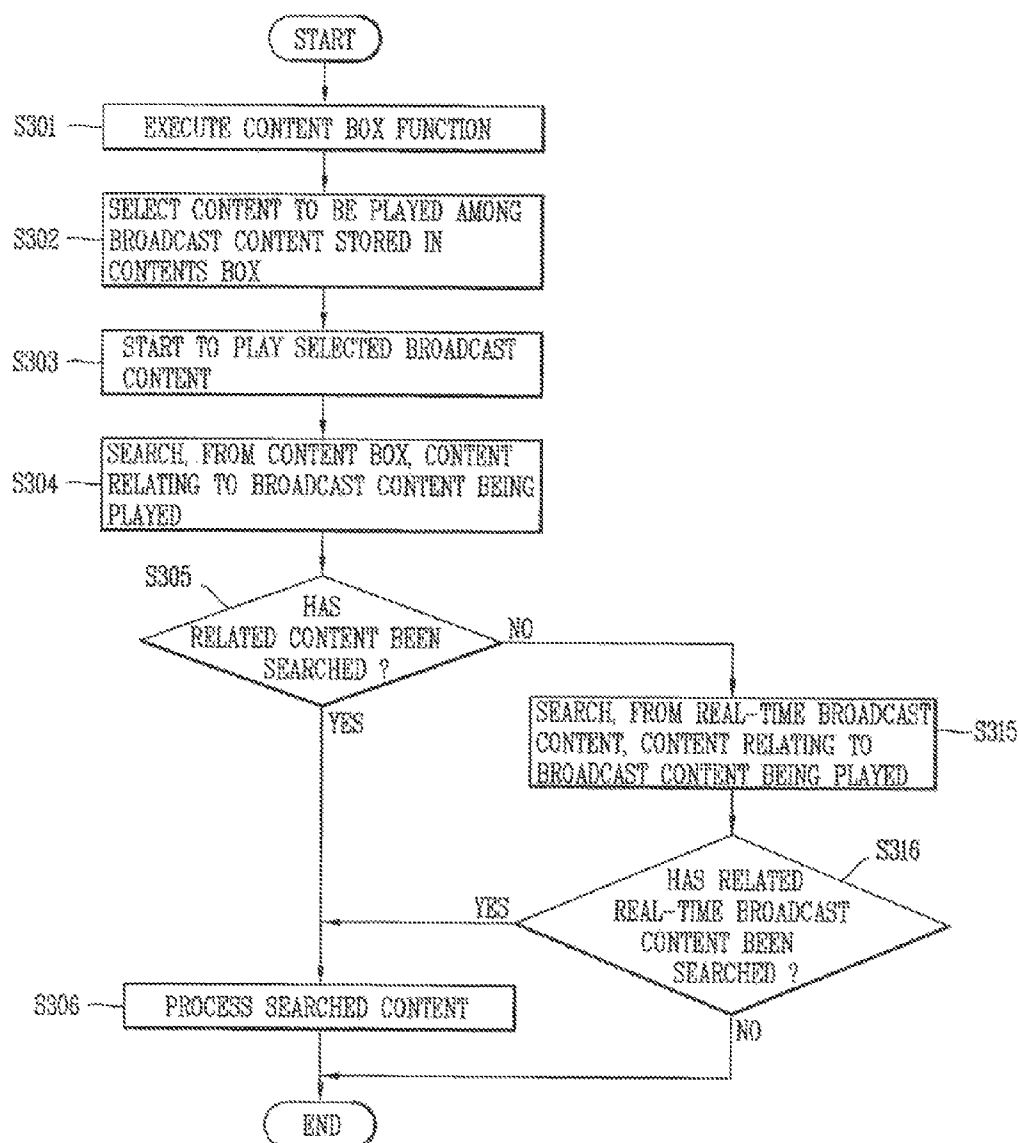 START
S301
EXECUTE CONTENT BOX FUNCTION
S302
SELECT CONTENT TO BE PLAYED AMONG
BROADCAST CONTENT STORED IN
CONTENTS BOX
S303
START TO PLAY SELECTED BROADCAST
CONTENT
S304
SEARCH, FROM CONTENT BOX, CONTENT
RELATING TO BROADCAST CONTENT BEING
PLAYED
S305
HAS
RELATED CONTENT BEEN
SEARCHED ?
NO
YES
SEARCH, FROM REAL-TIME BROADCAST
CONTENT, CONTENT RELATING TO
BROADCAST CONTENT BEING PLAYED
S315
S316
HAS RELATED
REAL-TIME BROADCAST
CONTENT BEEN
SEARCHED ?
YES
NO
S306
PROCESS SEARCHED CONTENT
END